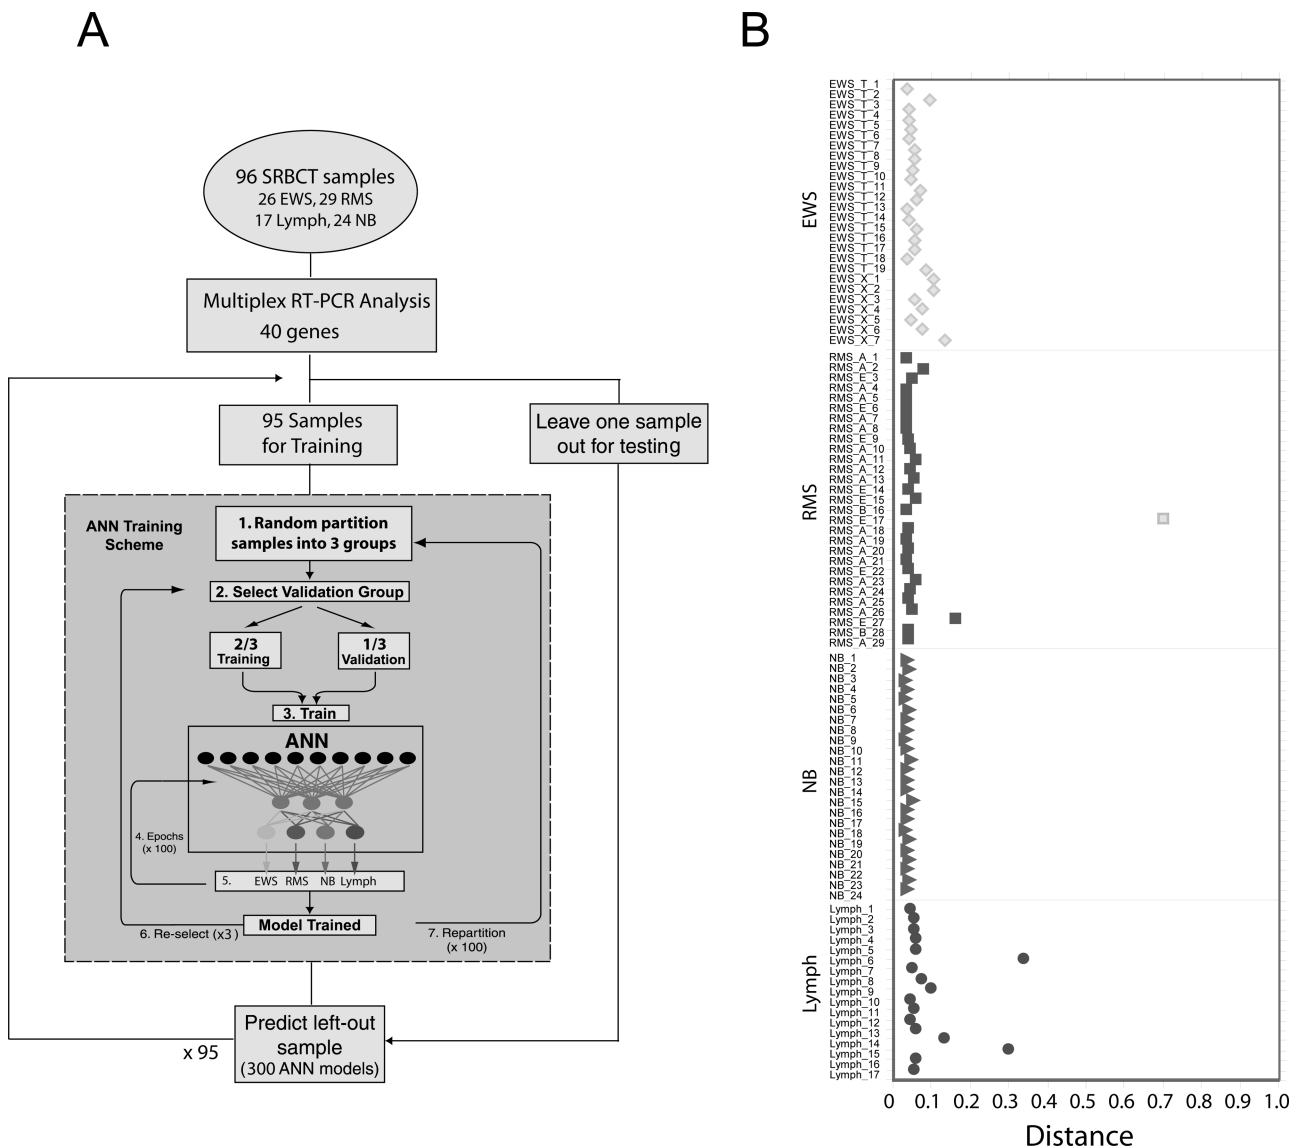 A
96 SRBCT samples
26 EWS, 29 RMS
17 Lymph, 24 NB
Multiplex RT-PCR Analysis
40 genes
95 Samples
for Training
Leave one sample
out for testing
ANN Training
Scheme
1. Random partition
samples into 3 groups
2. Select Validation Group
2/3
Training
1/3
Validation
3. Train
ANN
4. Epochs
(x 100)
5. EWS RMS NB Lymph
Model Trained
6. Re-select (x3)
7. Repartition
(x 100)
Predict left-out
sample
(300 ANN models)
x 95
B
EWS
EWS_T_1
EWS_T_2
EWS_T_3
EWS_T_4
EWS_T_5
EWS_T_6
EWS_T_7
EWS_T_8
EWS_T_9
EWS_T_10
EWS_T_11
EWS_T_12
EWS_T_13
EWS_T_14
EWS_T_15
EWS_T_16
EWS_T_17
EWS_T_18
EWS_T_19
EWS_X_1
EWS_X_2
EWS_X_3
EWS_X_4
EWS_X_5
EWS_X_6
EWS_X_7
RMS
RMS_A_1
RMS_A_2
RMS_E_3
RMS_A_4
RMS_A_5
RMS_E_6
RMS_A_7
RMS_A_8
RMS_E_9
RMS_A_10
RMS_A_11
RMS_A_12
RMS_A_13
RMS_E_14
RMS_E_15
RMS_B_16
RMS_E_17
RMS_A_18
RMS_A_19
RMS_A_20
RMS_A_21
RMS_E_22
RMS_A_23
RMS_A_24
RMS_A_25
RMS_A_26
RMS_E_27
RMS_B_28
RMS_A_29
NB
NB_1
NB_2
NB_3
NB_4
NB_5
NB_6
NB_7
NB_8
NB_9
NB_10
NB_11
NB_12
NB_13
NB_14
NB_15
NB_16
NB_17
NB_18
NB_19
NB_20
NB_21
NB_22
NB_23
NB_24
Lymph
Lymph_1
Lymph_2
Lymph_3
Lymph_4
Lymph_5
Lymph_6
Lymph_7
Lymph_8
Lymph_9
Lymph_10
Lymph_11
Lymph_12
Lymph_13
Lymph_14
Lymph_15
Lymph_16
Lymph_17
0 0.1 0.2 0.3 0.4 0.5 0.6 0.7 0.8 0.9 1.0
Distance